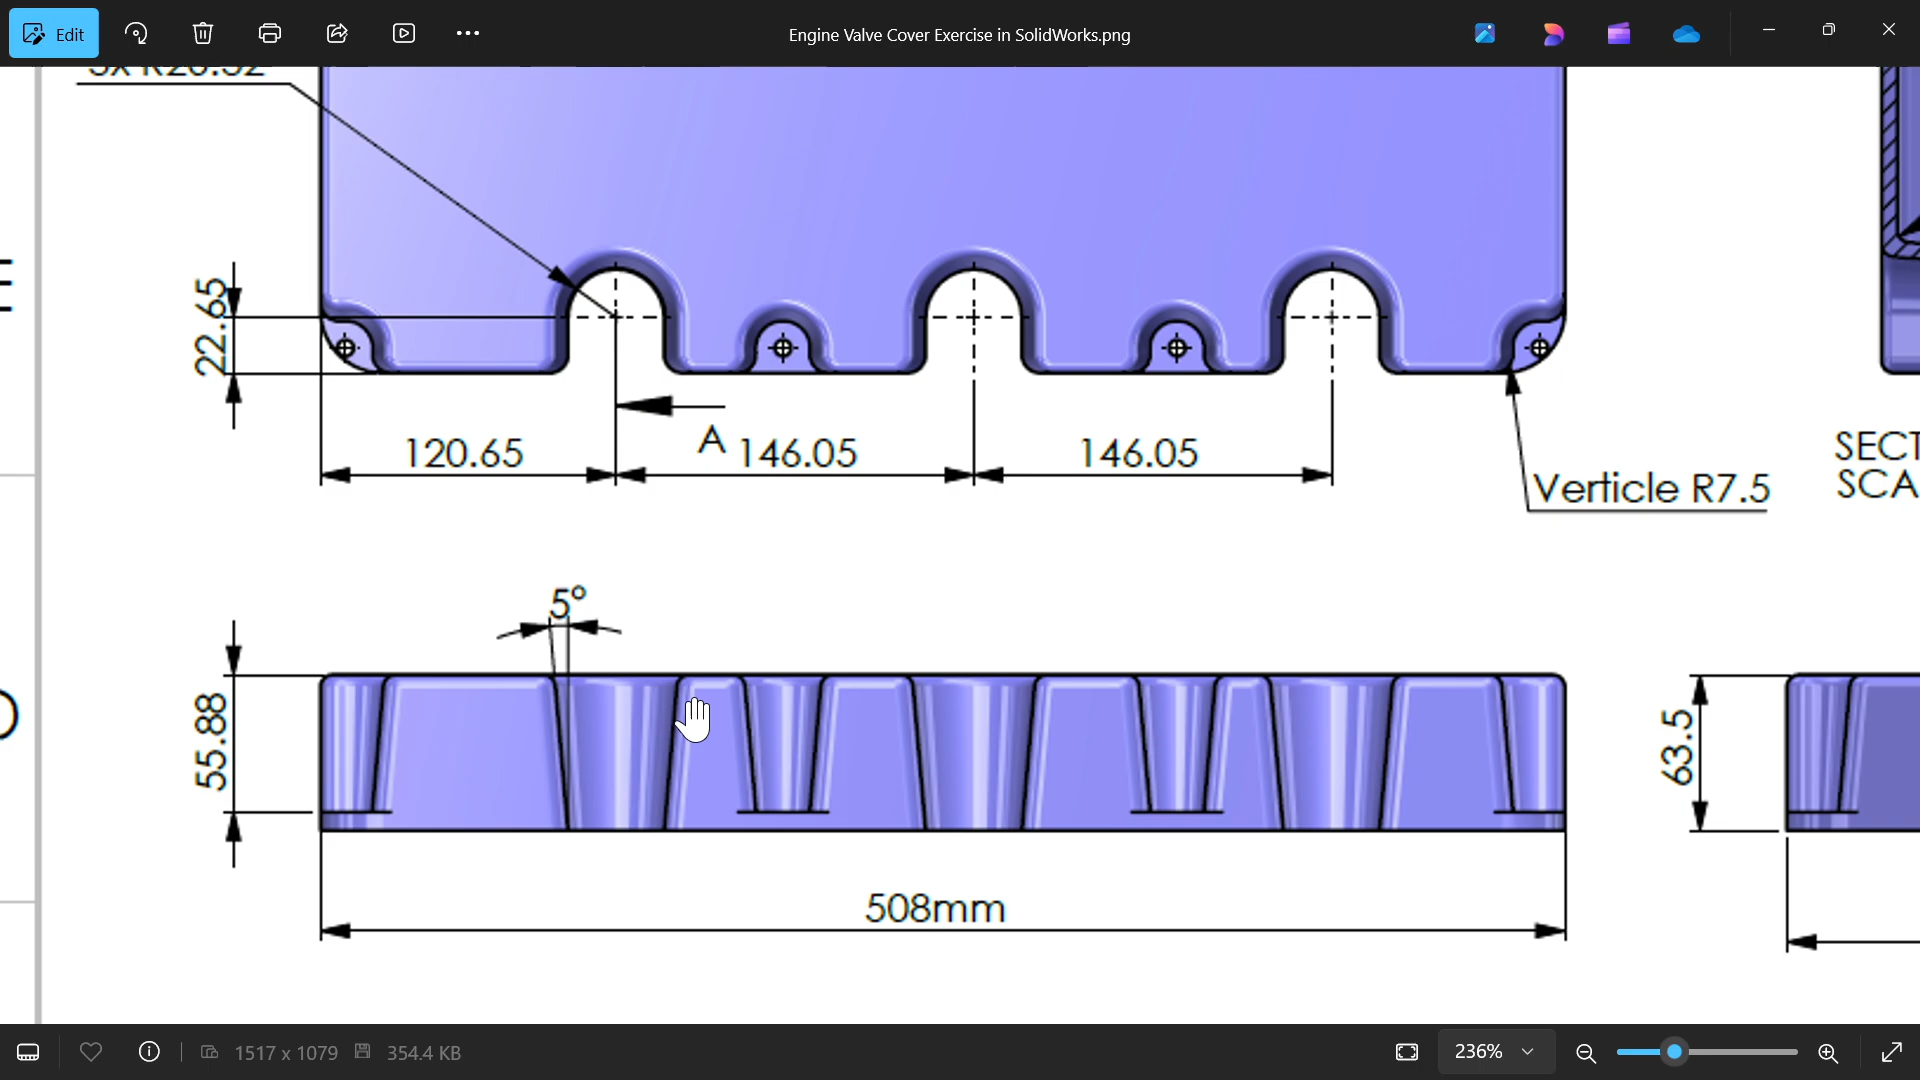 Edit
Engine Valve Cover Exercise in SolidWorks.png
22.65
A
120.65
146.05
146.05
Verticle R7.5
SECT
SCA
5°
55.88
63.5
508mm
1517 x 1079
354.4 KB
236%